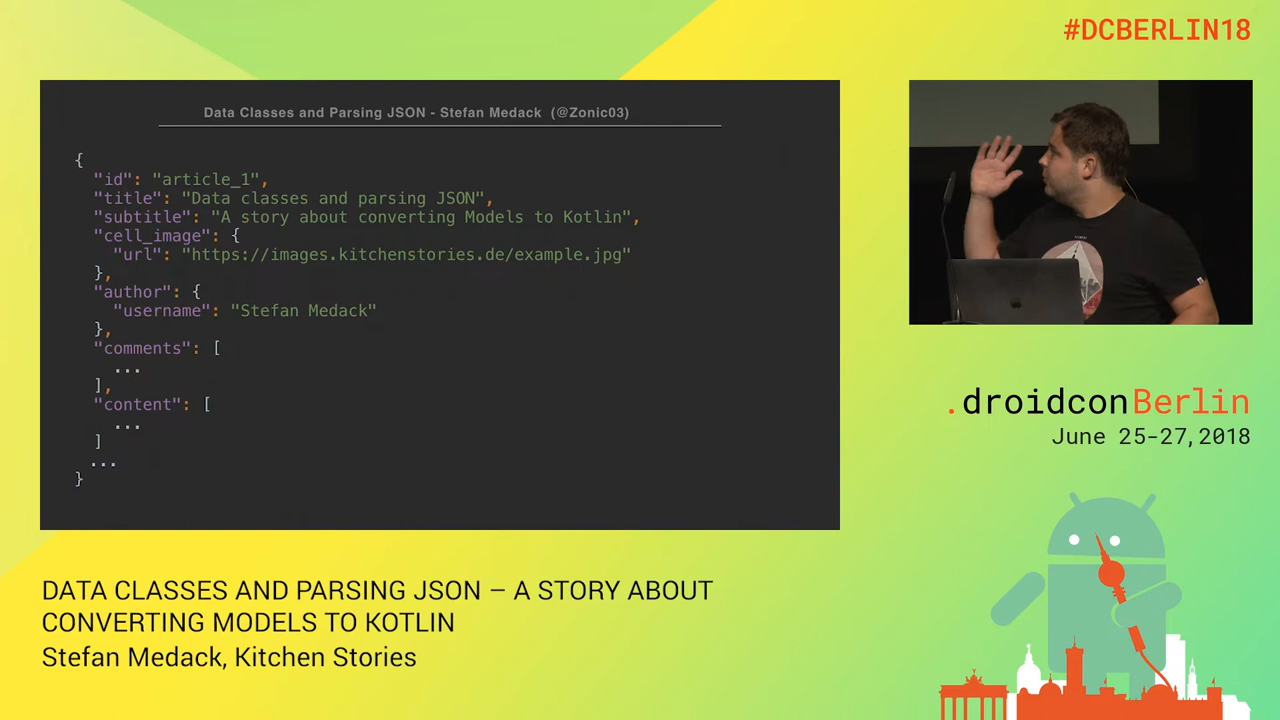 #DCBERLIN18
Data Classes and Parsing JSON - Stefan Medack (@Zonic03)
{
"id": "article_1",
"title": "Data classes and parsing JSON",
"subtitle": "A story about converting Models to Kotlin",
"cell_image": {
"url": "https://images.kitchenstories.de/example.jpg"
},
"author": {
"username": "Stefan Medack"
},
"comments": [
...
],
"content": [
...
]
...
}
.droidconBerlin
June 25-27, 2018
DATA CLASSES AND PARSING JSON – A STORY ABOUT
CONVERTING MODELS TO KOTLIN
Stefan Medack, Kitchen Stories